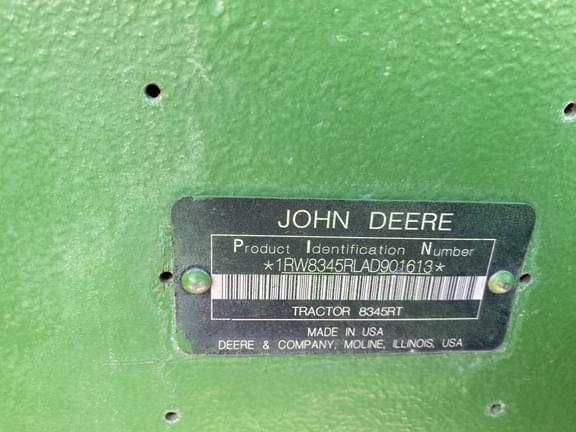 JOHN DEERE
Product Identification Number
*1RW8345RLAD901613*
TRACTOR 8345RT
MADE IN USA
DEERE & COMPANY, MOLINE, ILLINOIS, USA